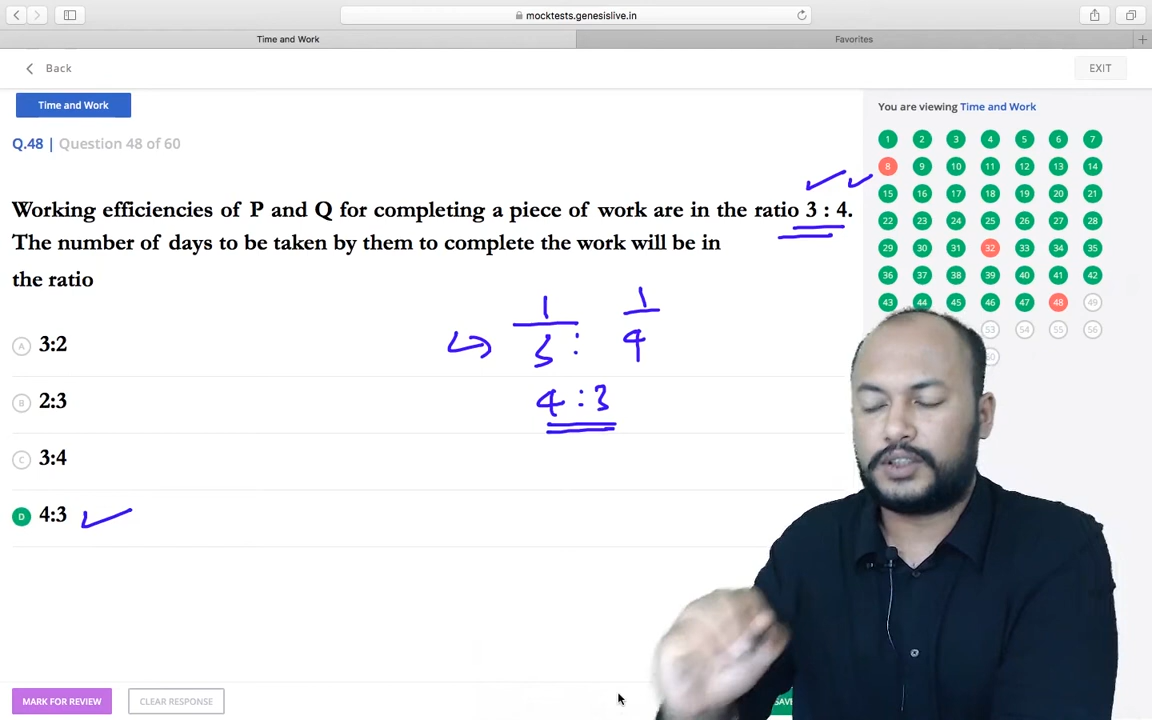 mocktests.genesislive.in
Time and Work
Favorites
Back
EXIT
Time and Work
Q.48 | Question 48 of 60
Working efficiencies of P and Q for completing a piece of work are in the ratio 3 : 4.
The number of days to be taken by them to complete the work will be in
the ratio
1/3 : 1/4
4 : 3
A 3:2
B 2:3
C 3:4
D 4:3
You are viewing Time and Work
1 2 3 4 5 6 7
8 9 10 11 12 13 14
15 16 17 18 19 20 21
22 23 24 25 26 27 28
29 30 31 32 33 34 35
36 37 38 39 40 41 42
43 44 45 46 47 48 49
53 54 55 56
MARK FOR REVIEW
CLEAR RESPONSE